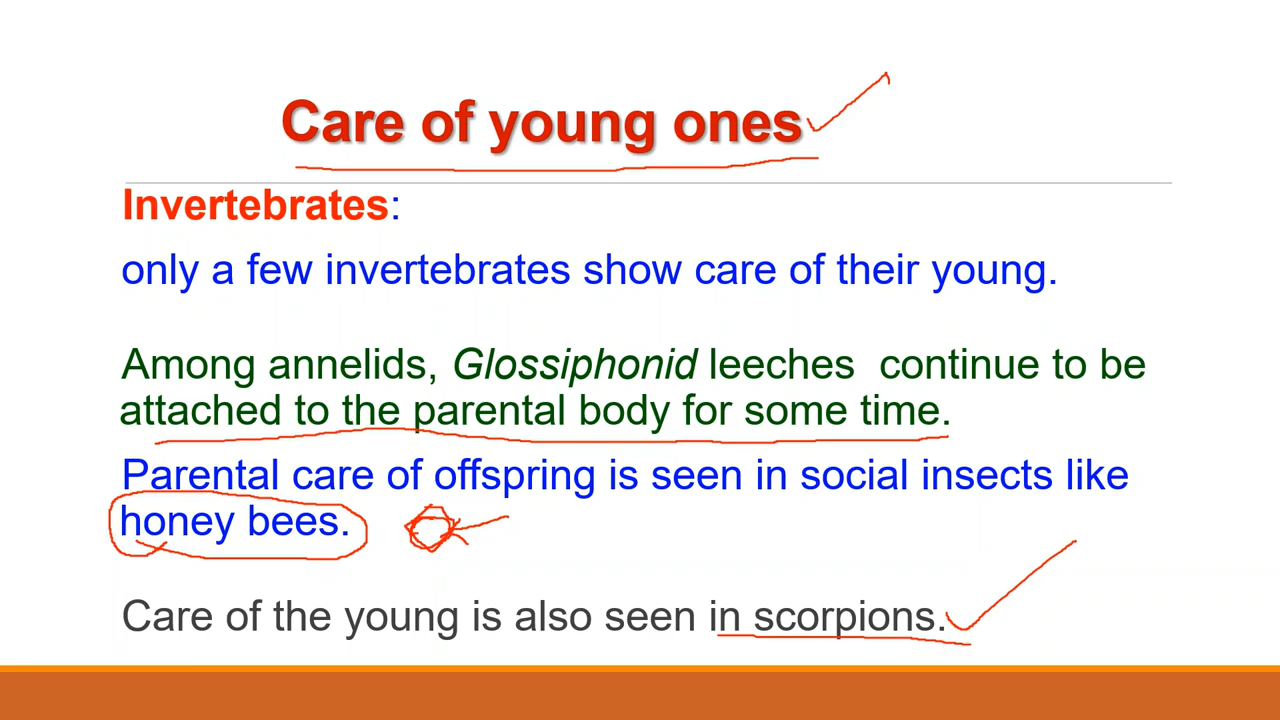 Care of young ones
Invertebrates:
only a few invertebrates show care of their young.
Among annelids, Glossiphonid leeches continue to be
attached to the parental body for some time.
Parental care of offspring is seen in social insects like
honey bees.
Care of the young is also seen in scorpions.